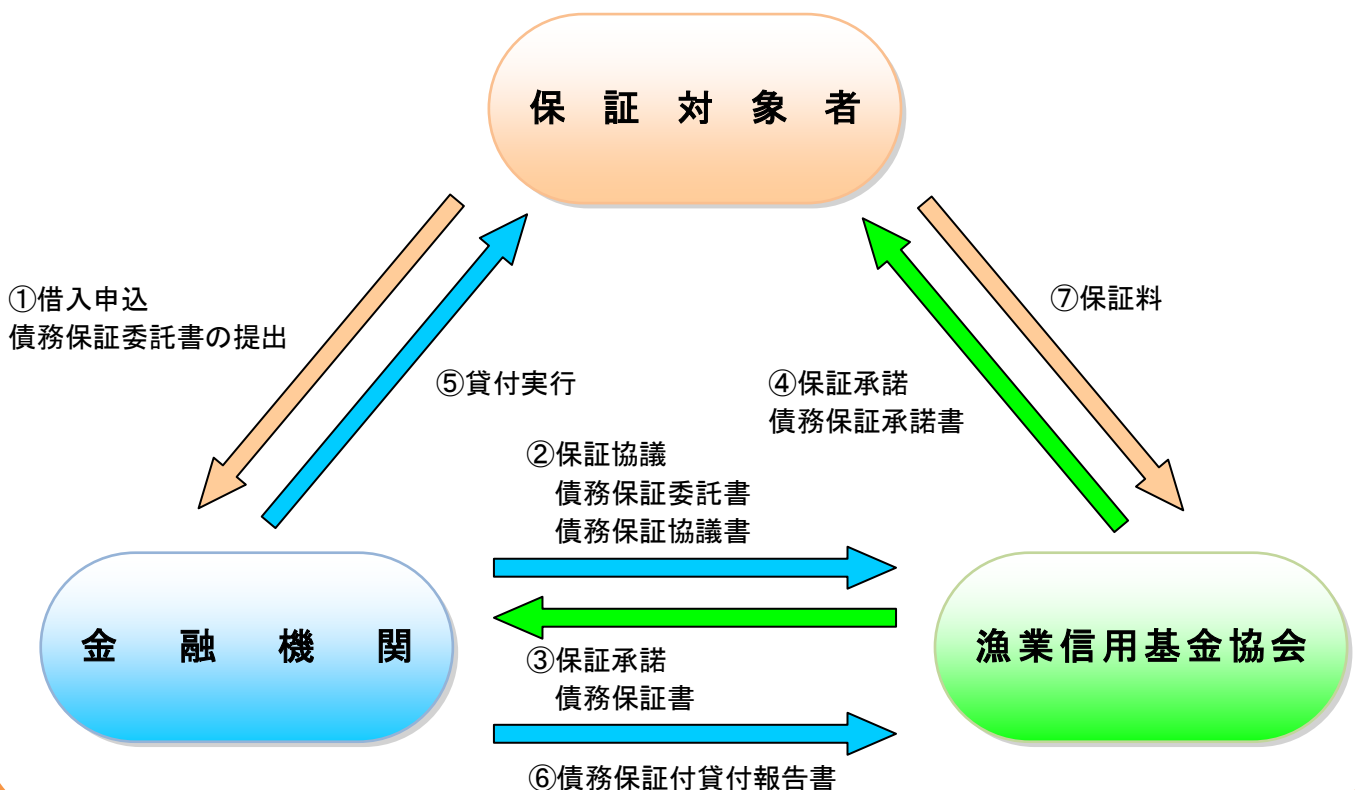 保証対象者
①借入申込
債務保証委託書の提出
⑦保証料
⑤貸付実行
④保証承諾
債務保証承諾書
②保証協議
債務保証委託書
債務保証協議書
金融機関
漁業信用基金協会
③保証承諾
債務保証書
⑥債務保証付貸付報告書